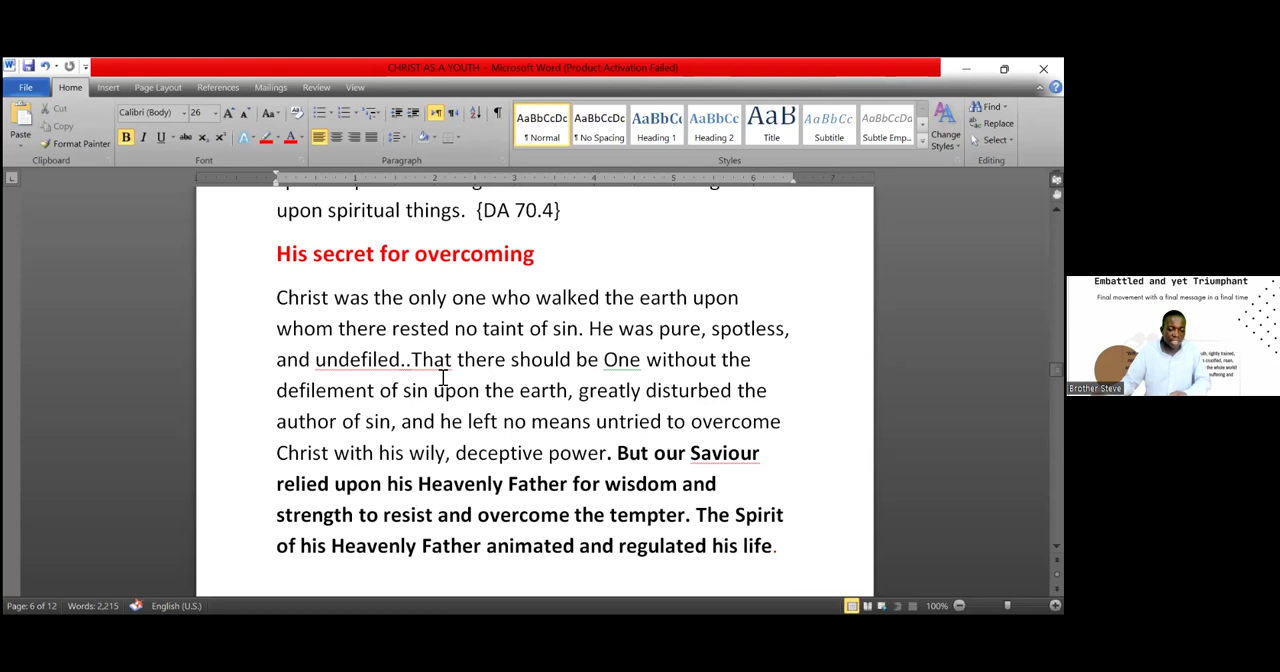 CHRIST AS A YOUTH - Microsoft Word (Product Activation Failed)
File Home Insert Page Layout References Mailings Review View
Cut
Copy
Format Painter
Paste
Clipboard
Calibri (Body) 26
Font
Paragraph
AaBbCcDc AaBbCcDc AaBbCc AaBbCc AaB AaBbCc. AaBbCcDc
¶ Normal ¶ No Spacing Heading 1 Heading 2 Title Subtitle Subtle Emp...
Styles
Change Styles
Find
Replace
Select
Editing
1 2 3 4 5 6 7
upon spiritual things. {DA 70.4}
His secret for overcoming
Christ was the only one who walked the earth upon
whom there rested no taint of sin. He was pure, spotless,
and undefiled..That there should be One without the
defilement of sin upon the earth, greatly disturbed the
author of sin, and he left no means untried to overcome
Christ with his wily, deceptive power. But our Saviour
relied upon his Heavenly Father for wisdom and
strength to resist and overcome the tempter. The Spirit
of his Heavenly Father animated and regulated his life.
Page: 6 of 12 Words: 2,215 English (U.S.) 100%
Embattled and yet Triumphant
Final movement with a final message in a final time
Brother Steve